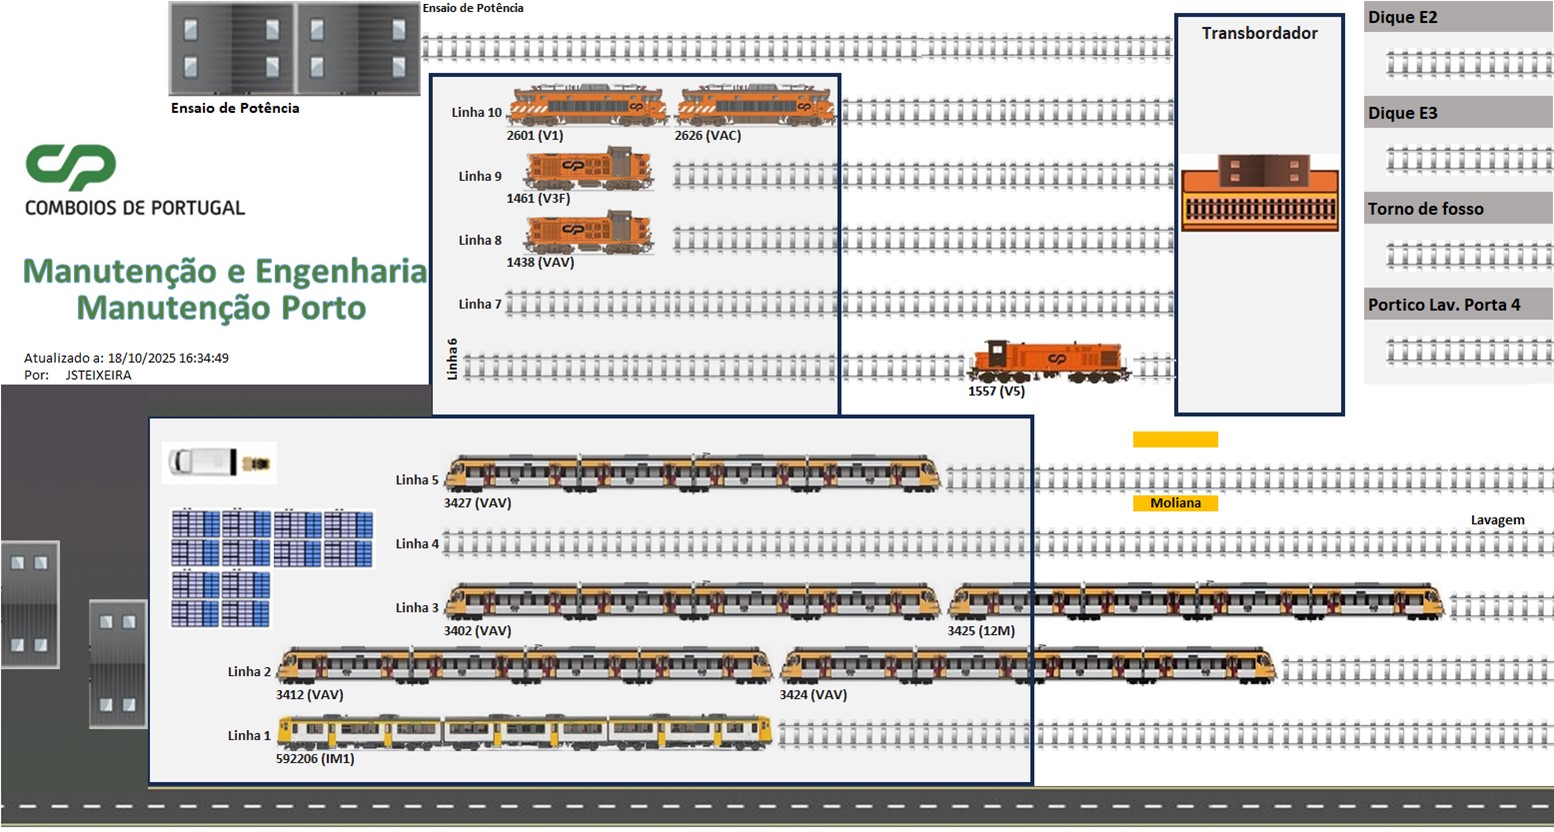 Ensaio de Potência
Ensaio de Potência
CP
COMBOIOS DE PORTUGAL
Manutenção e Engenharia
Manutenção Porto
Atualizado a: 18/10/2025 16:34:49
Por: JSTEIXEIRA
Linha 10
2601 (V1)
2626 (VAC)
Linha 9
1461 (V3F)
Linha 8
1438 (VAV)
Linha 7
Linha 6
1557 (V5)
Transbordador
Dique E2
Dique E3
Torno de fosso
Portico Lav. Porta 4
Linha 5
3427 (VAV)
Moliana
Lavagem
Linha 4
Linha 3
3402 (VAV)
3425 (12M)
Linha 2
3412 (VAV)
3424 (VAV)
Linha 1
592206 (IM1)